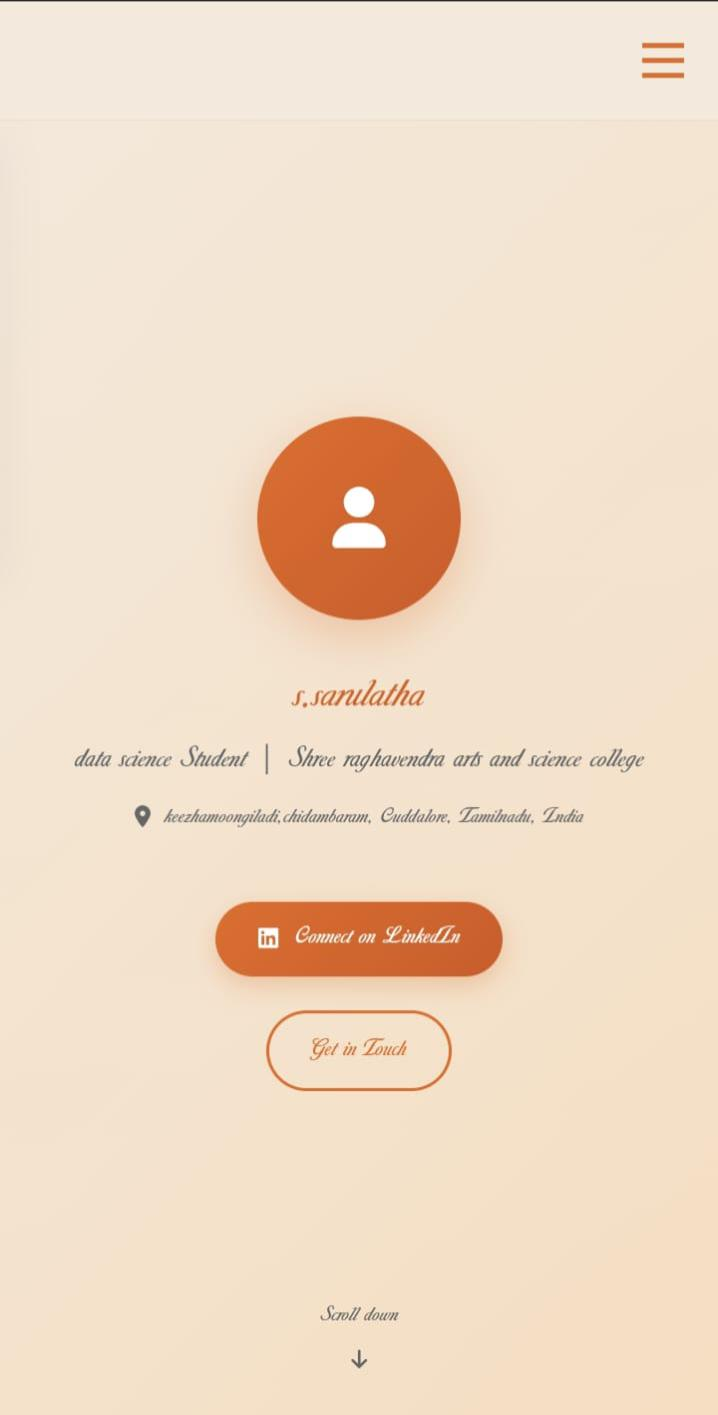 s.sarulatha
data science Student | Shree raghavendra arts and science college
keezhamoongiladi,chidambaram, Cuddalore, Tamilnadu, India
in Connect on LinkedIn
Get in Touch
Scroll down